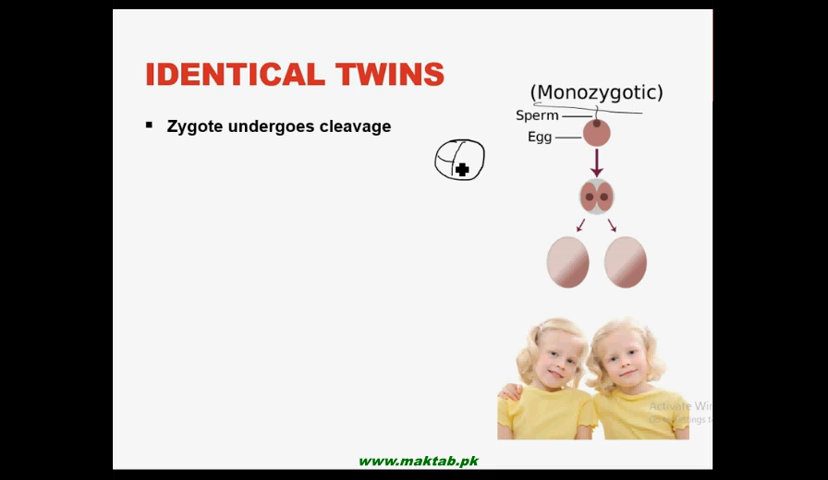 IDENTICAL TWINS
(Monozygotic)
Sperm
▪ Zygote undergoes cleavage
Egg
www.maktab.pk